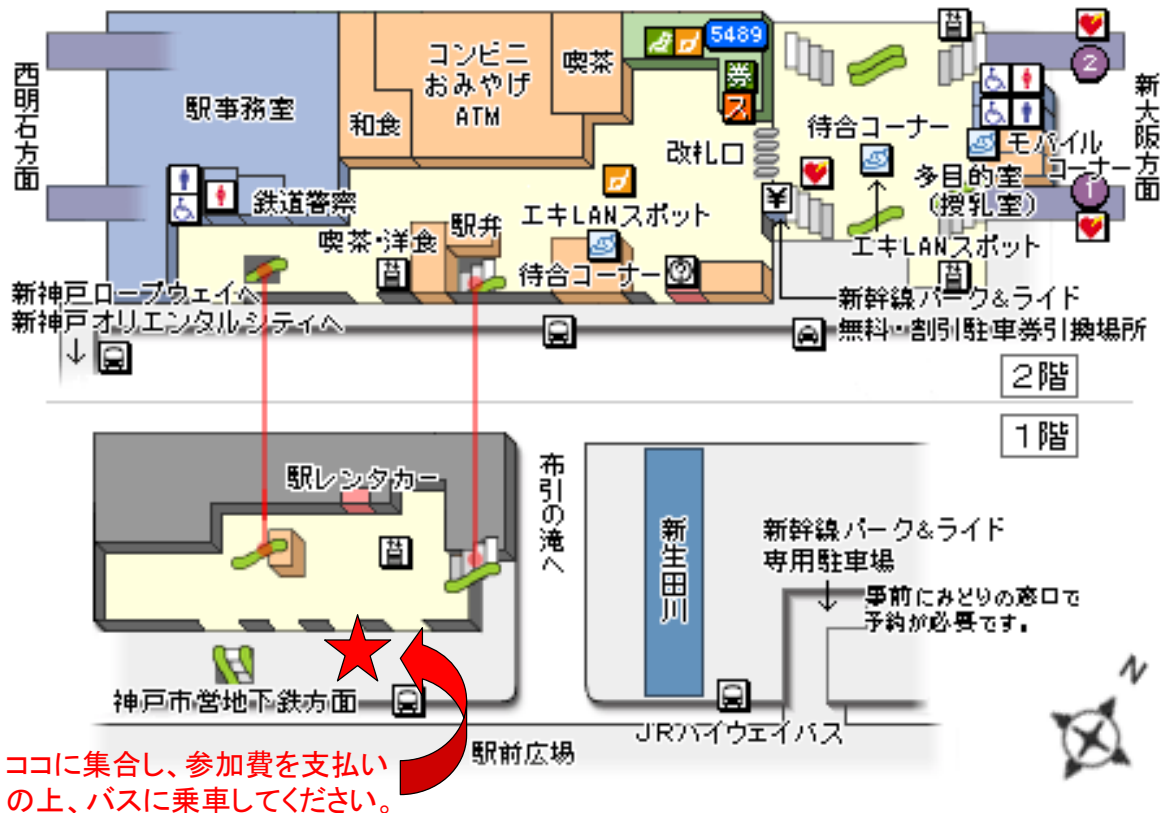 西明石方面
駅事務室
和食
コンビニ
おみやげ
ATM
喫茶
5489
券
ス
改札口
待合コーナー
2
新大阪方面
モバイル
コーナー
多目的室
(授乳室)
1
エキLANスポット
¥
鉄道警察
喫茶・洋食
駅弁
エキLANスポット
待合コーナー
新神戸ロープウェイへ
新神戸オリエンタルシティへ
新幹線パーク&ライド
無料・割引駐車券引換場所
2階
1階
駅レンタカー
布引の滝へ
新生田川
新幹線パーク&ライド
専用駐車場
事前にみどりの窓口で
予約が必要です。
神戸市営地下鉄方面
駅前広場
JRハイウェイバス
N
ココに集合し、参加費を支払い
の上、バスに乗車してください。